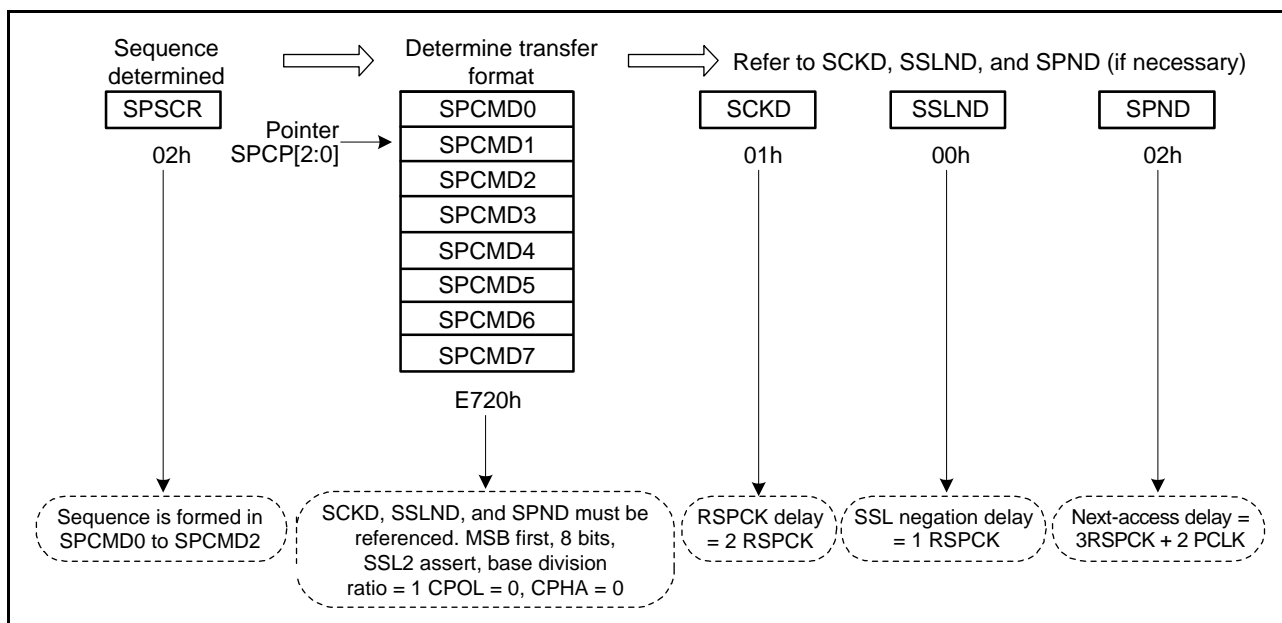 Sequence
determined
Determine transfer
format
Refer to SCKD, SSLND, and SPND (if necessary)
SPSCR
02h
Pointer
SPCP[2:0]
SPCMD0
SPCMD1
SPCMD2
SPCMD3
SPCMD4
SPCMD5
SPCMD6
SPCMD7
E720h
SCKD
01h
SSLND
00h
SPND
02h
Sequence is formed in
SPCMD0 to SPCMD2
SCKD, SSLND, and SPND must be
referenced. MSB first, 8 bits,
SSL2 assert, base division
ratio = 1 CPOL = 0, CPHA = 0
RSPCK delay
= 2 RSPCK
SSL negation delay
= 1 RSPCK
Next-access delay =
3RSPCK + 2 PCLK